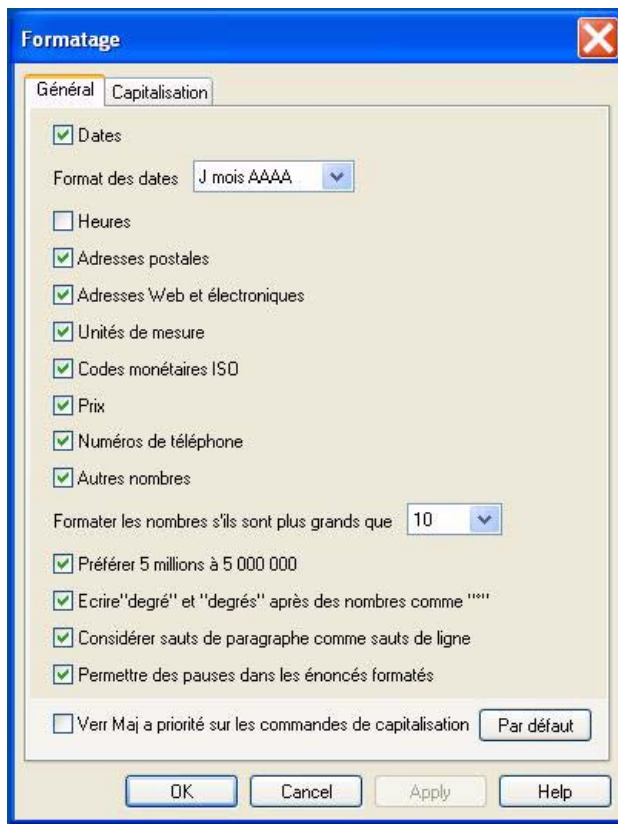 Formatage
Général Capitalisation
Dates
Format des dates J mois AAAA
Heures
Adresses postales
Adresses Web et électroniques
Unités de mesure
Codes monétaires ISO
Prix
Numéros de téléphone
Autres nombres
Formater les nombres s'ils sont plus grands que 10
Préférer 5 millions à 5 000 000
Ecrire"degré" et "degrés" après des nombres comme "°"
Considérer sauts de paragraphe comme sauts de ligne
Permettre des pauses dans les énoncés formatés
Verr Maj a priorité sur les commandes de capitalisation Par défaut
OK Cancel Apply Help